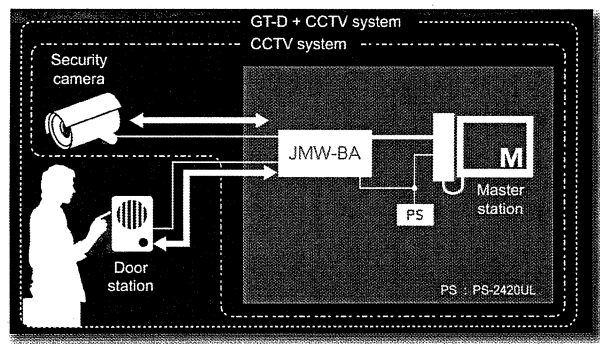 GT-D + CCTV system
CCTV system
Security
camera
JMW-BA
M
Master
station
PS
Door
station
PS : PS-2420UL